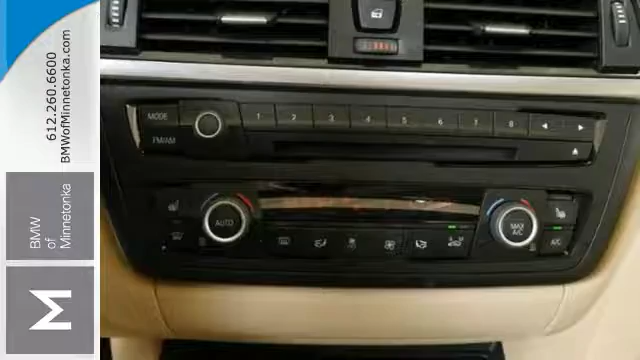 612.260.6600
BMWofMinnetonka.com
BMW
of
Minnetonka
M
MODE
1 2 3 4 5 6 7 8
FM/AM
AUTO
MAX
A/C
A/C